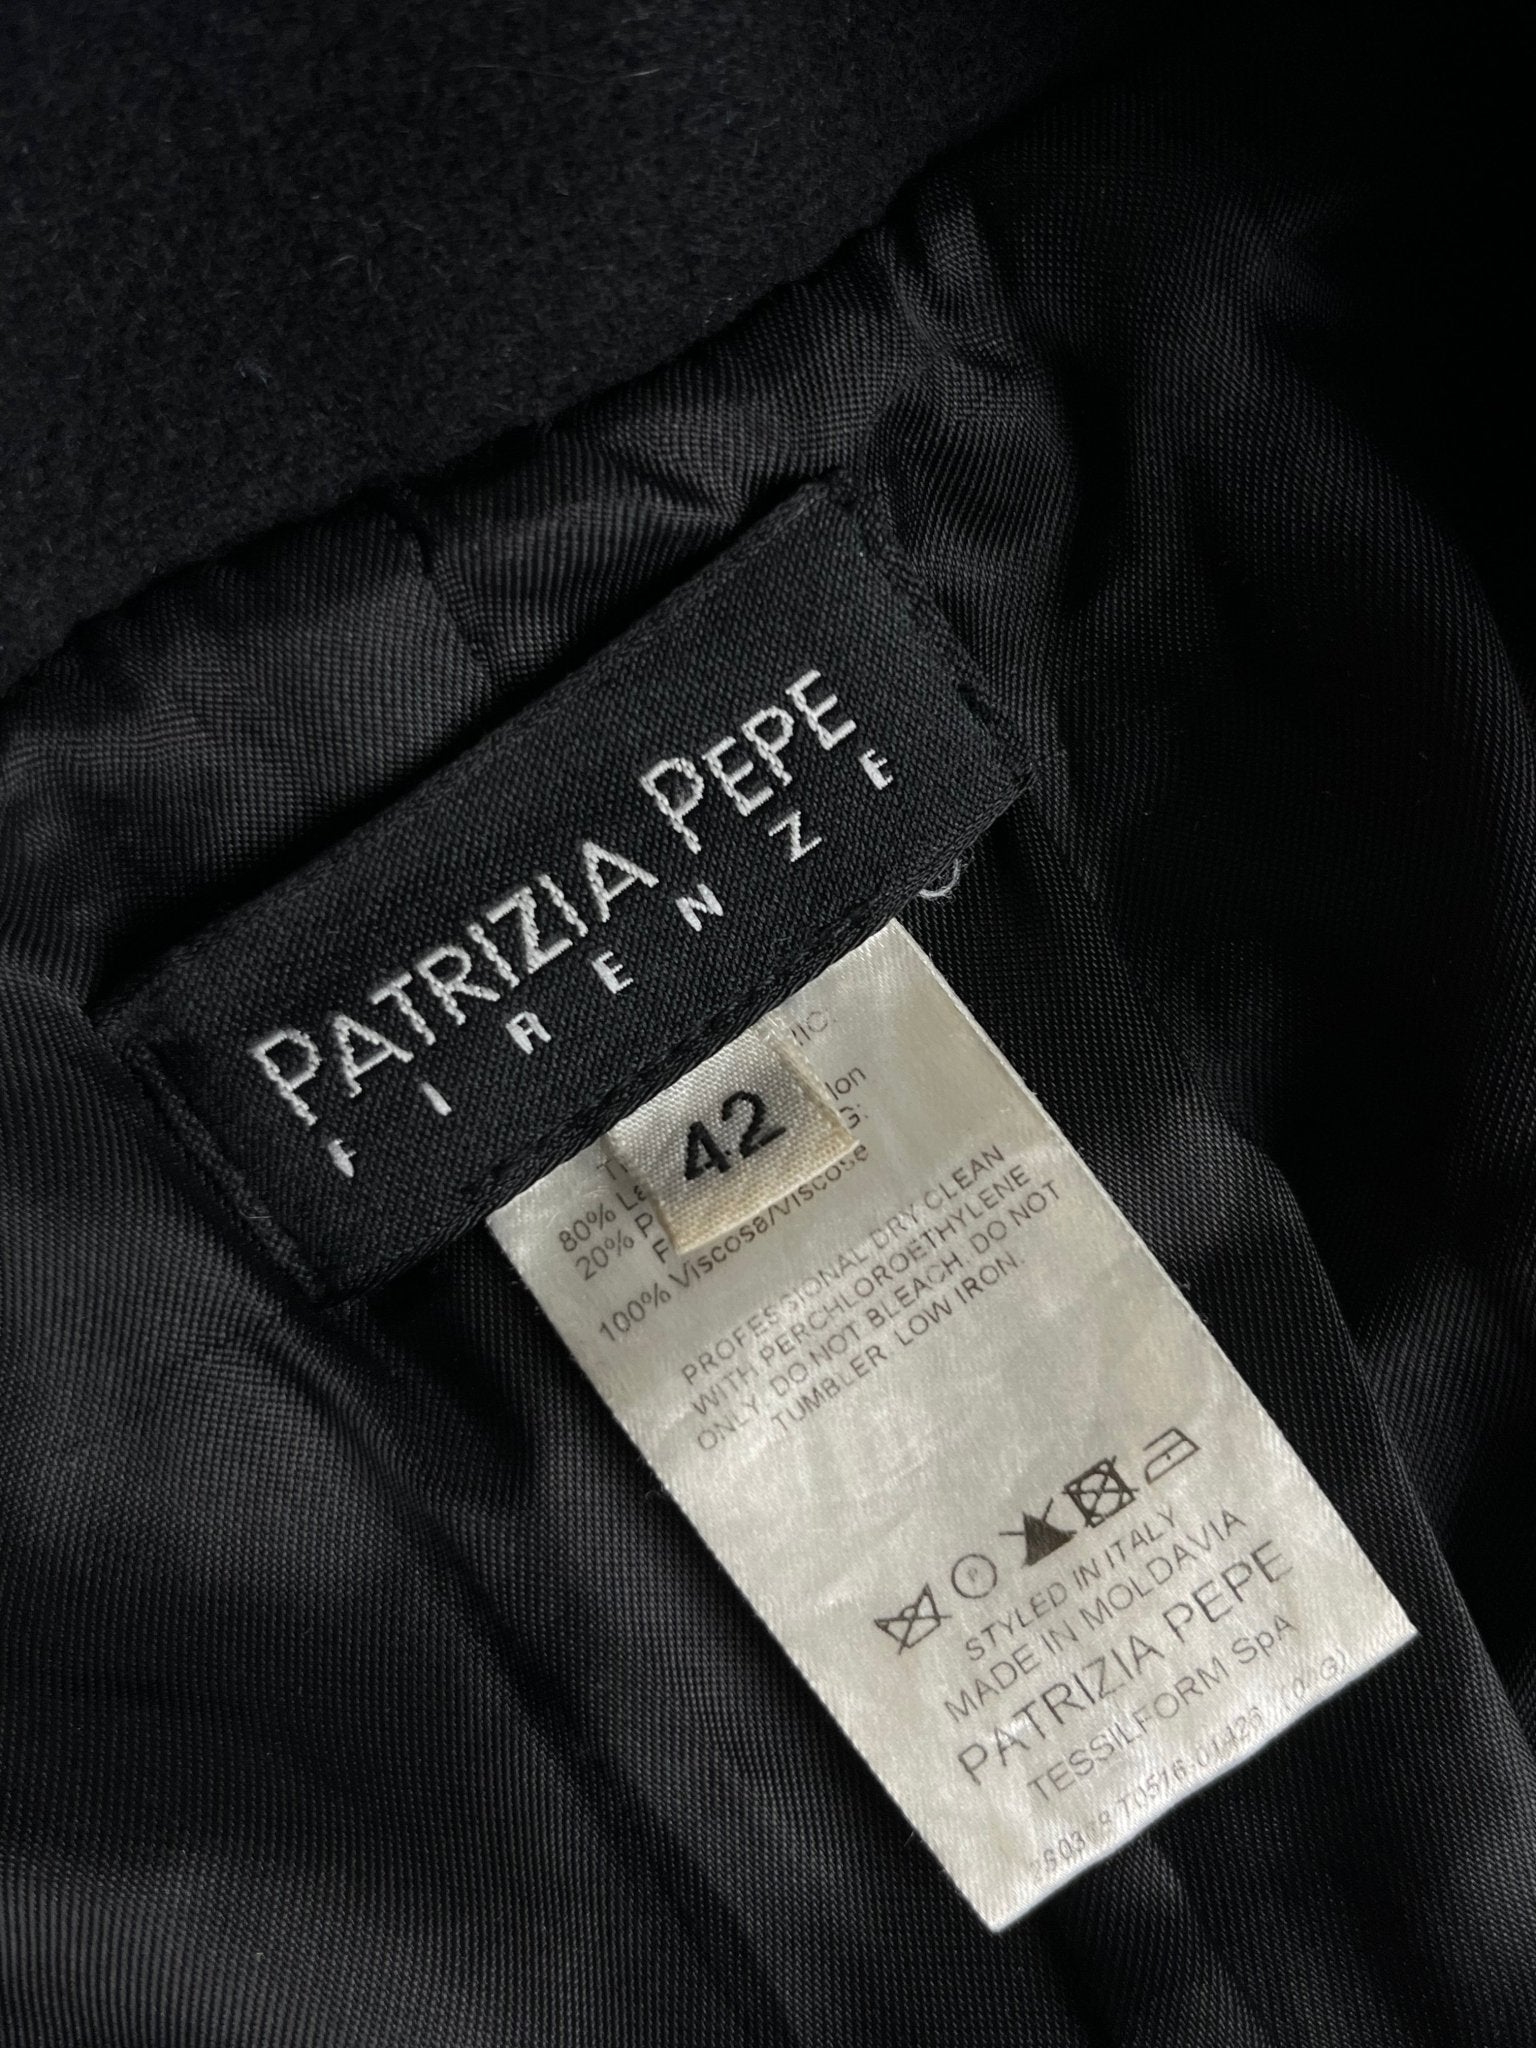 PATRIZIA PEPE
FIRENZE
42
80%
20%
100% Viscosa/Viscose
PROFESSIONAL DRY CLEAN
WITH PERCHLOROETHYLENE
ONLY. DO NOT BLEACH. DO NOT
TUMBLER. LOW IRON.
P
STYLED IN ITALY
MADE IN MOLDAVIA
PATRIZIA PEPE
TESSILFORM SpA